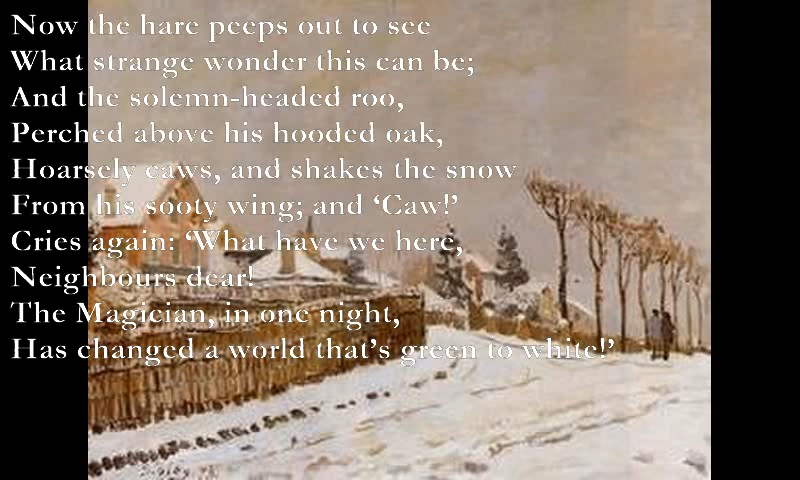 Now the hare peeps out to see
What strange wonder this can be;
And the solemn-headed roo,
Perched above his hooded oak,
Hoarsely caws, and shakes the snow
From his sooty wing; and ‘Caw!’
Cries again: ‘What have we here,
Neighbours dear!
The Magician, in one night,
Has changed a world that’s green to white!’